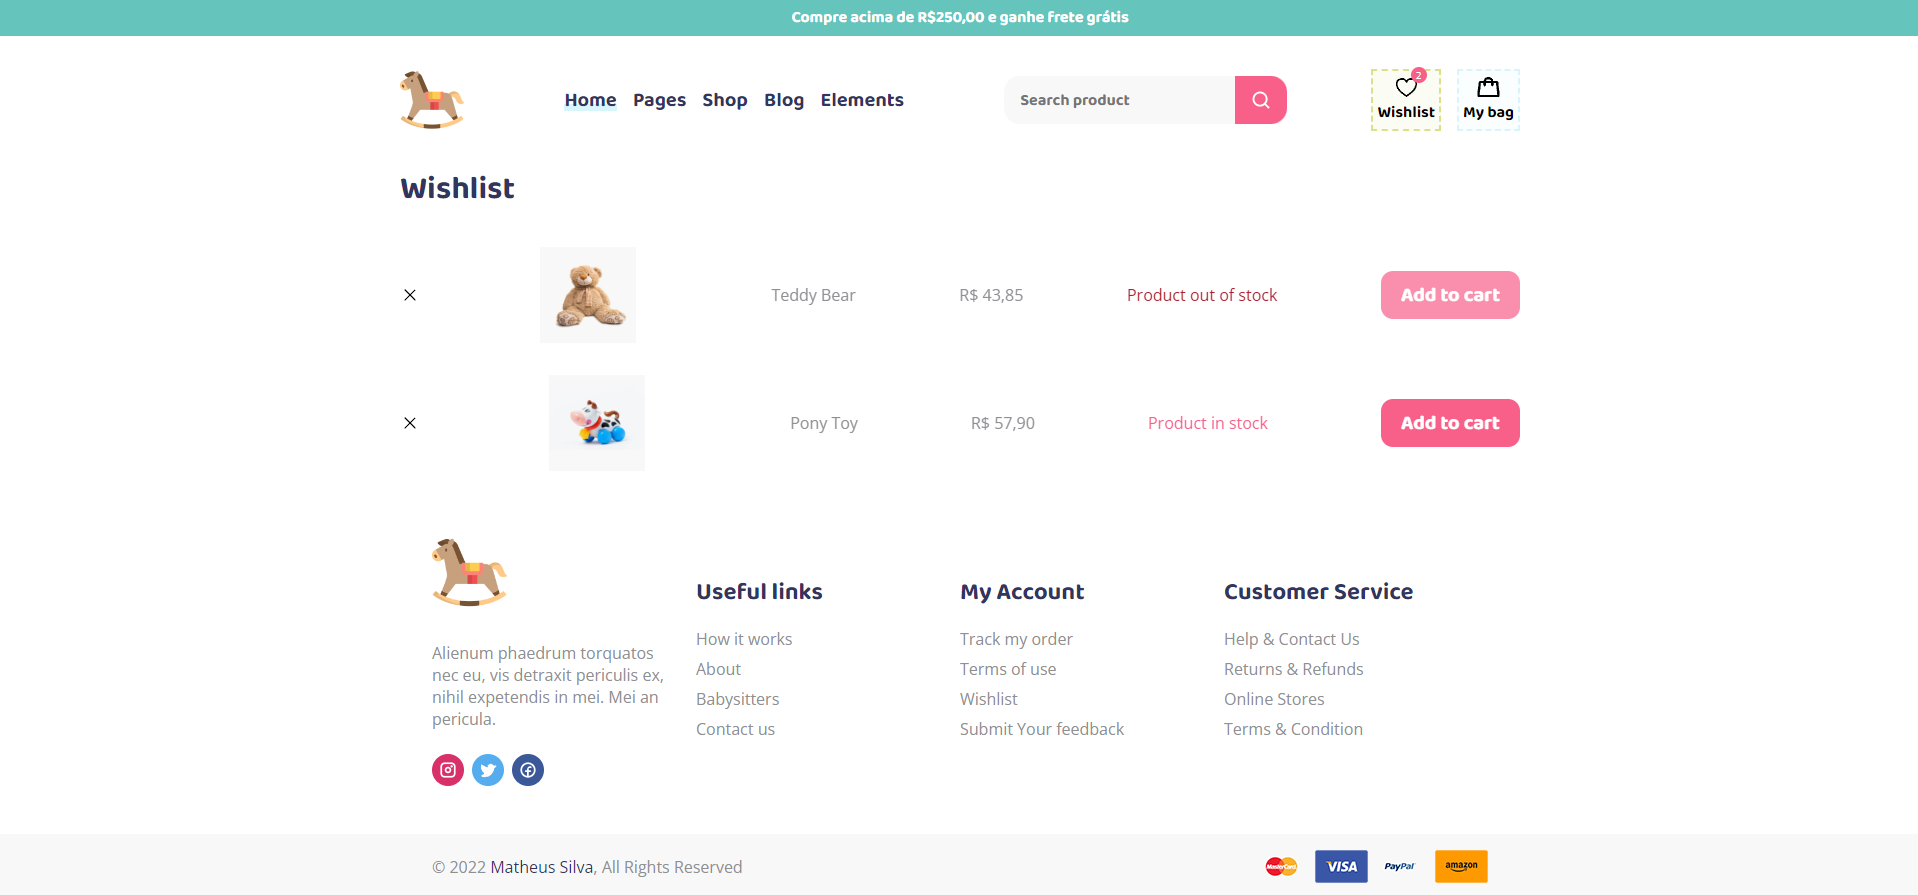 Compre acima de R$250,00 e ganhe frete grátis
Home Pages Shop Blog Elements
Search product
2
Wishlist
My bag
Wishlist
Teddy Bear R$ 43,85 Product out of stock Add to cart
Pony Toy R$ 57,90 Product in stock Add to cart
Alienum phaedrum torquatos
nec eu, vis detraxit periculis ex,
nihil expetendis in mei. Mei an
pericula.
Useful links
How it works
About
Babysitters
Contact us
My Account
Track my order
Terms of use
Wishlist
Submit Your feedback
Customer Service
Help & Contact Us
Returns & Refunds
Online Stores
Terms & Condition
© 2022 Matheus Silva, All Rights Reserved
MasterCard VISA PayPal amazon